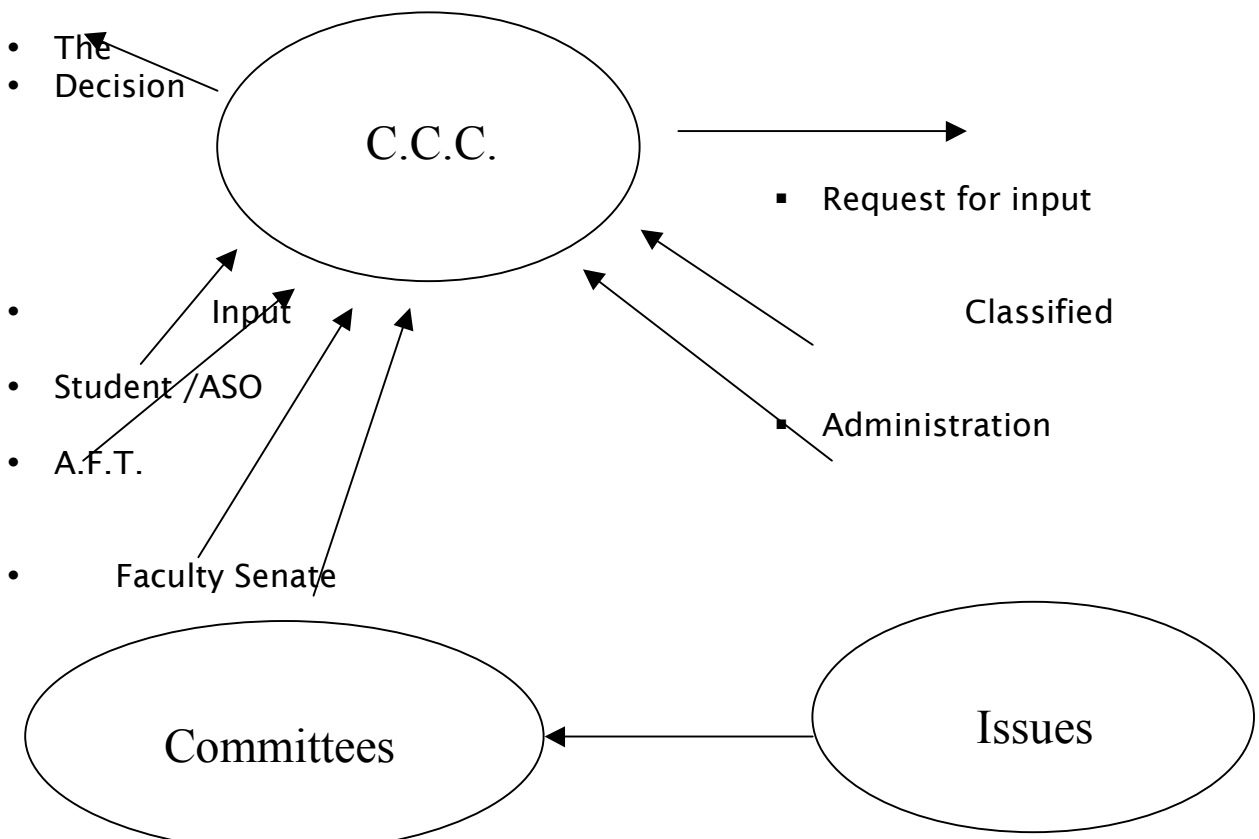 • The
• Decision
C.C.C.
▪ Request for input
• Input
Classified
• Student /ASO
▪ Administration
• A.F.T.
• Faculty Senate
Committees
Issues